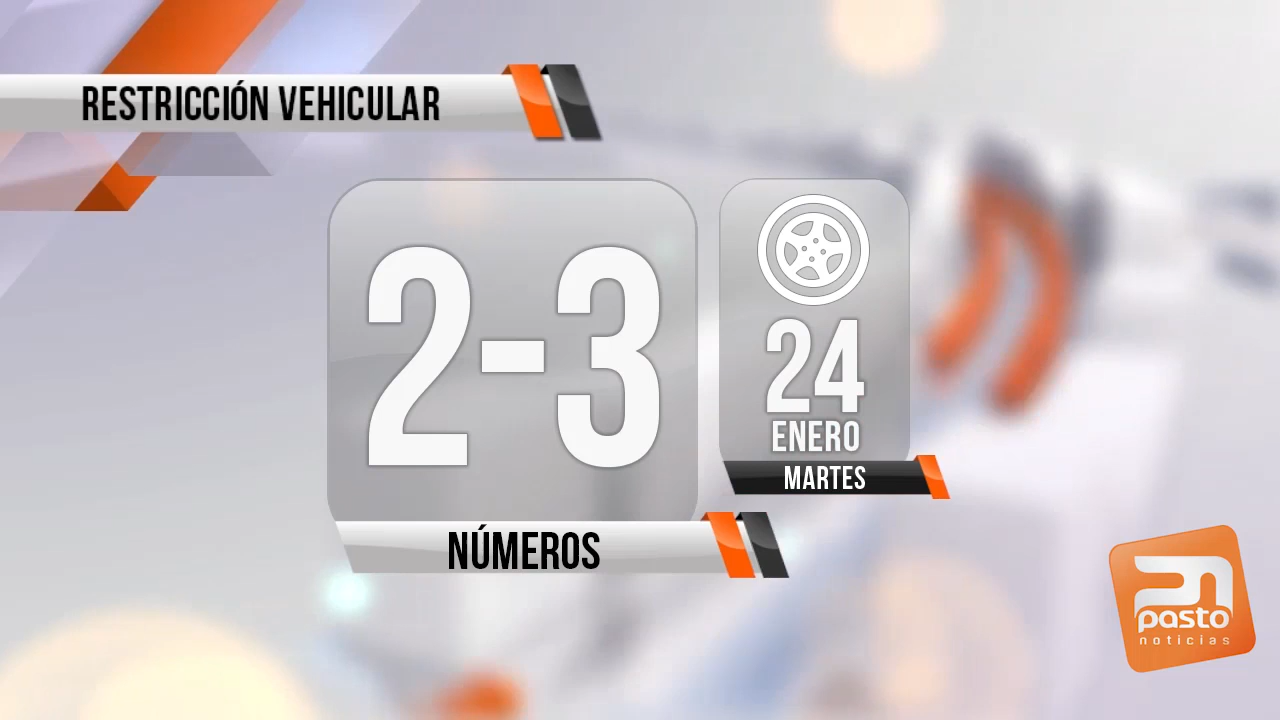 RESTRICCIÓN VEHICULAR
2-3
NÚMEROS
24
ENERO
MARTES
pasto
noticias